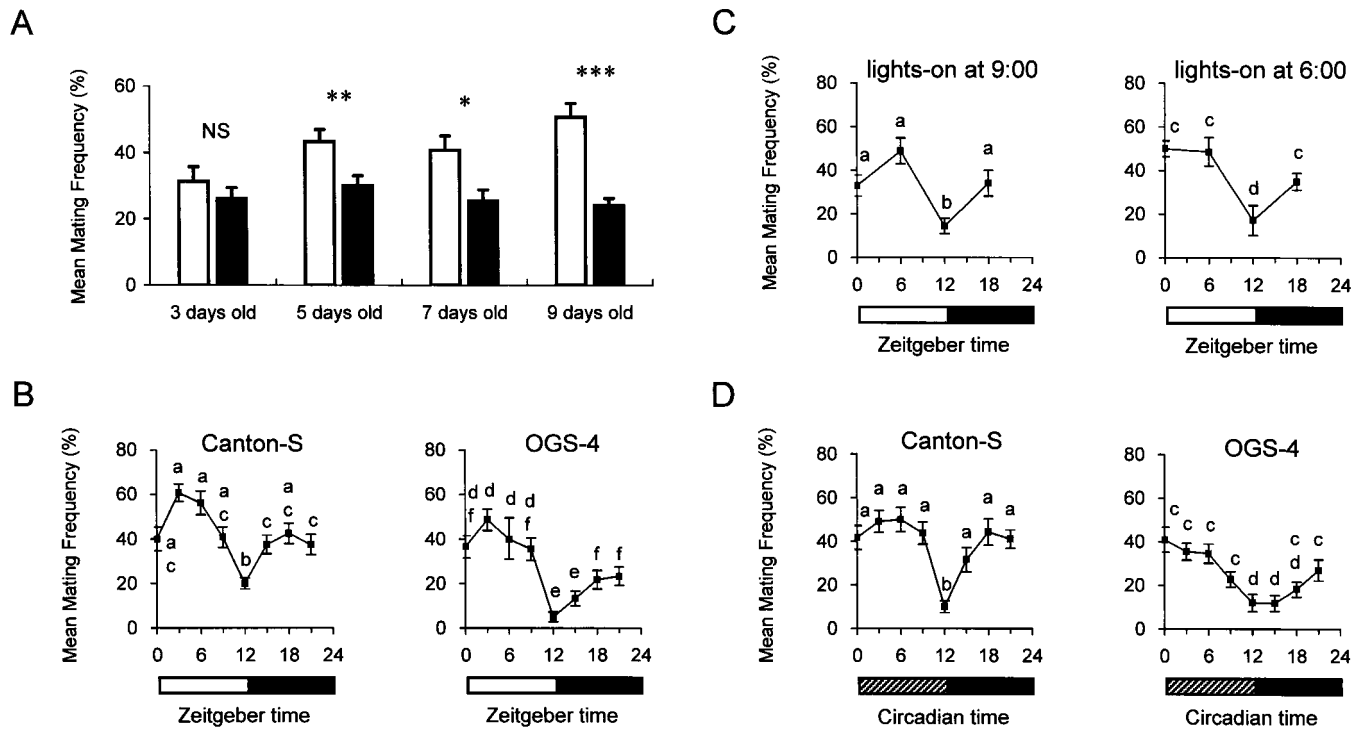 A
Mean Mating Frequency (%)
60
40
20
0
NS
**
*
***
3 days old
5 days old
7 days old
9 days old
B
Mean Mating Frequency (%)
Canton-S
80
60
40
20
0
a
a
a
a
a
c
c
c
c
c
b
0
6
12
18
24
Zeitgeber time
OGS-4
80
60
40
20
0
d
f
d
d
d
f
e
e
f
f
0
6
12
18
24
Zeitgeber time
C
Mean Mating Frequency (%)
lights-on at 9:00
80
60
40
20
0
a
a
b
a
0
6
12
18
24
Zeitgeber time
lights-on at 6:00
80
60
40
20
0
c
c
d
c
0
6
12
18
24
Zeitgeber time
D
Mean Mating Frequency (%)
Canton-S
80
60
40
20
0
a
a
a
a
b
a
a
a
0
6
12
18
24
Circadian time
OGS-4
80
60
40
20
0
c
c
c
c
d
d
c
d
c
0
6
12
18
24
Circadian time